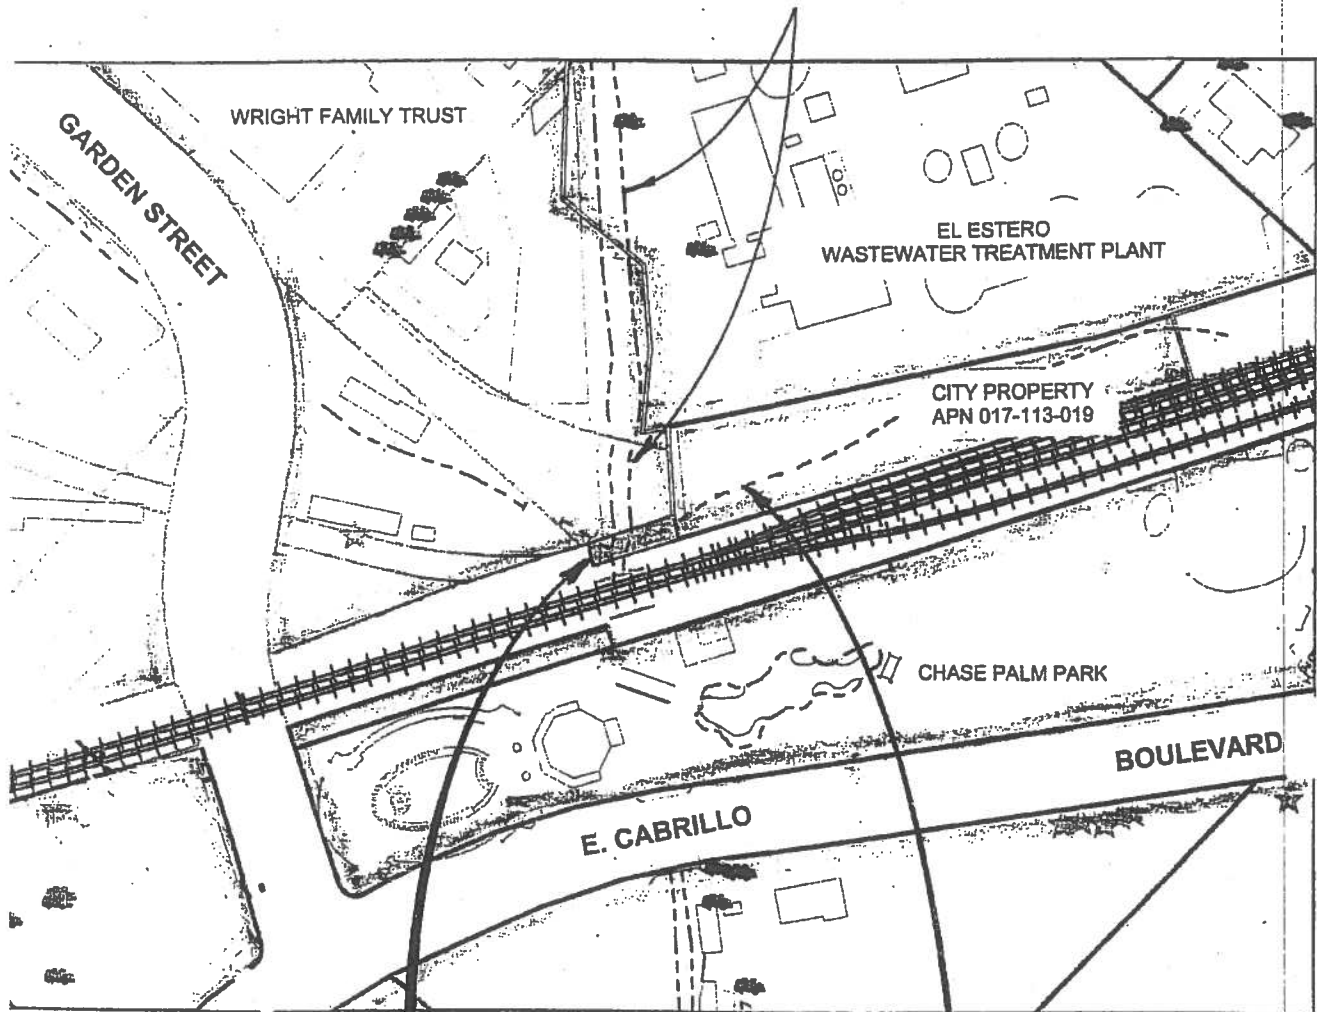 WRIGHT FAMILY TRUST
GARDEN STREET
EL ESTERO
WASTEWATER TREATMENT PLANT
CITY PROPERTY
APN 017-113-019
CHASE PALM PARK
BOULEVARD
E. CABRILLO